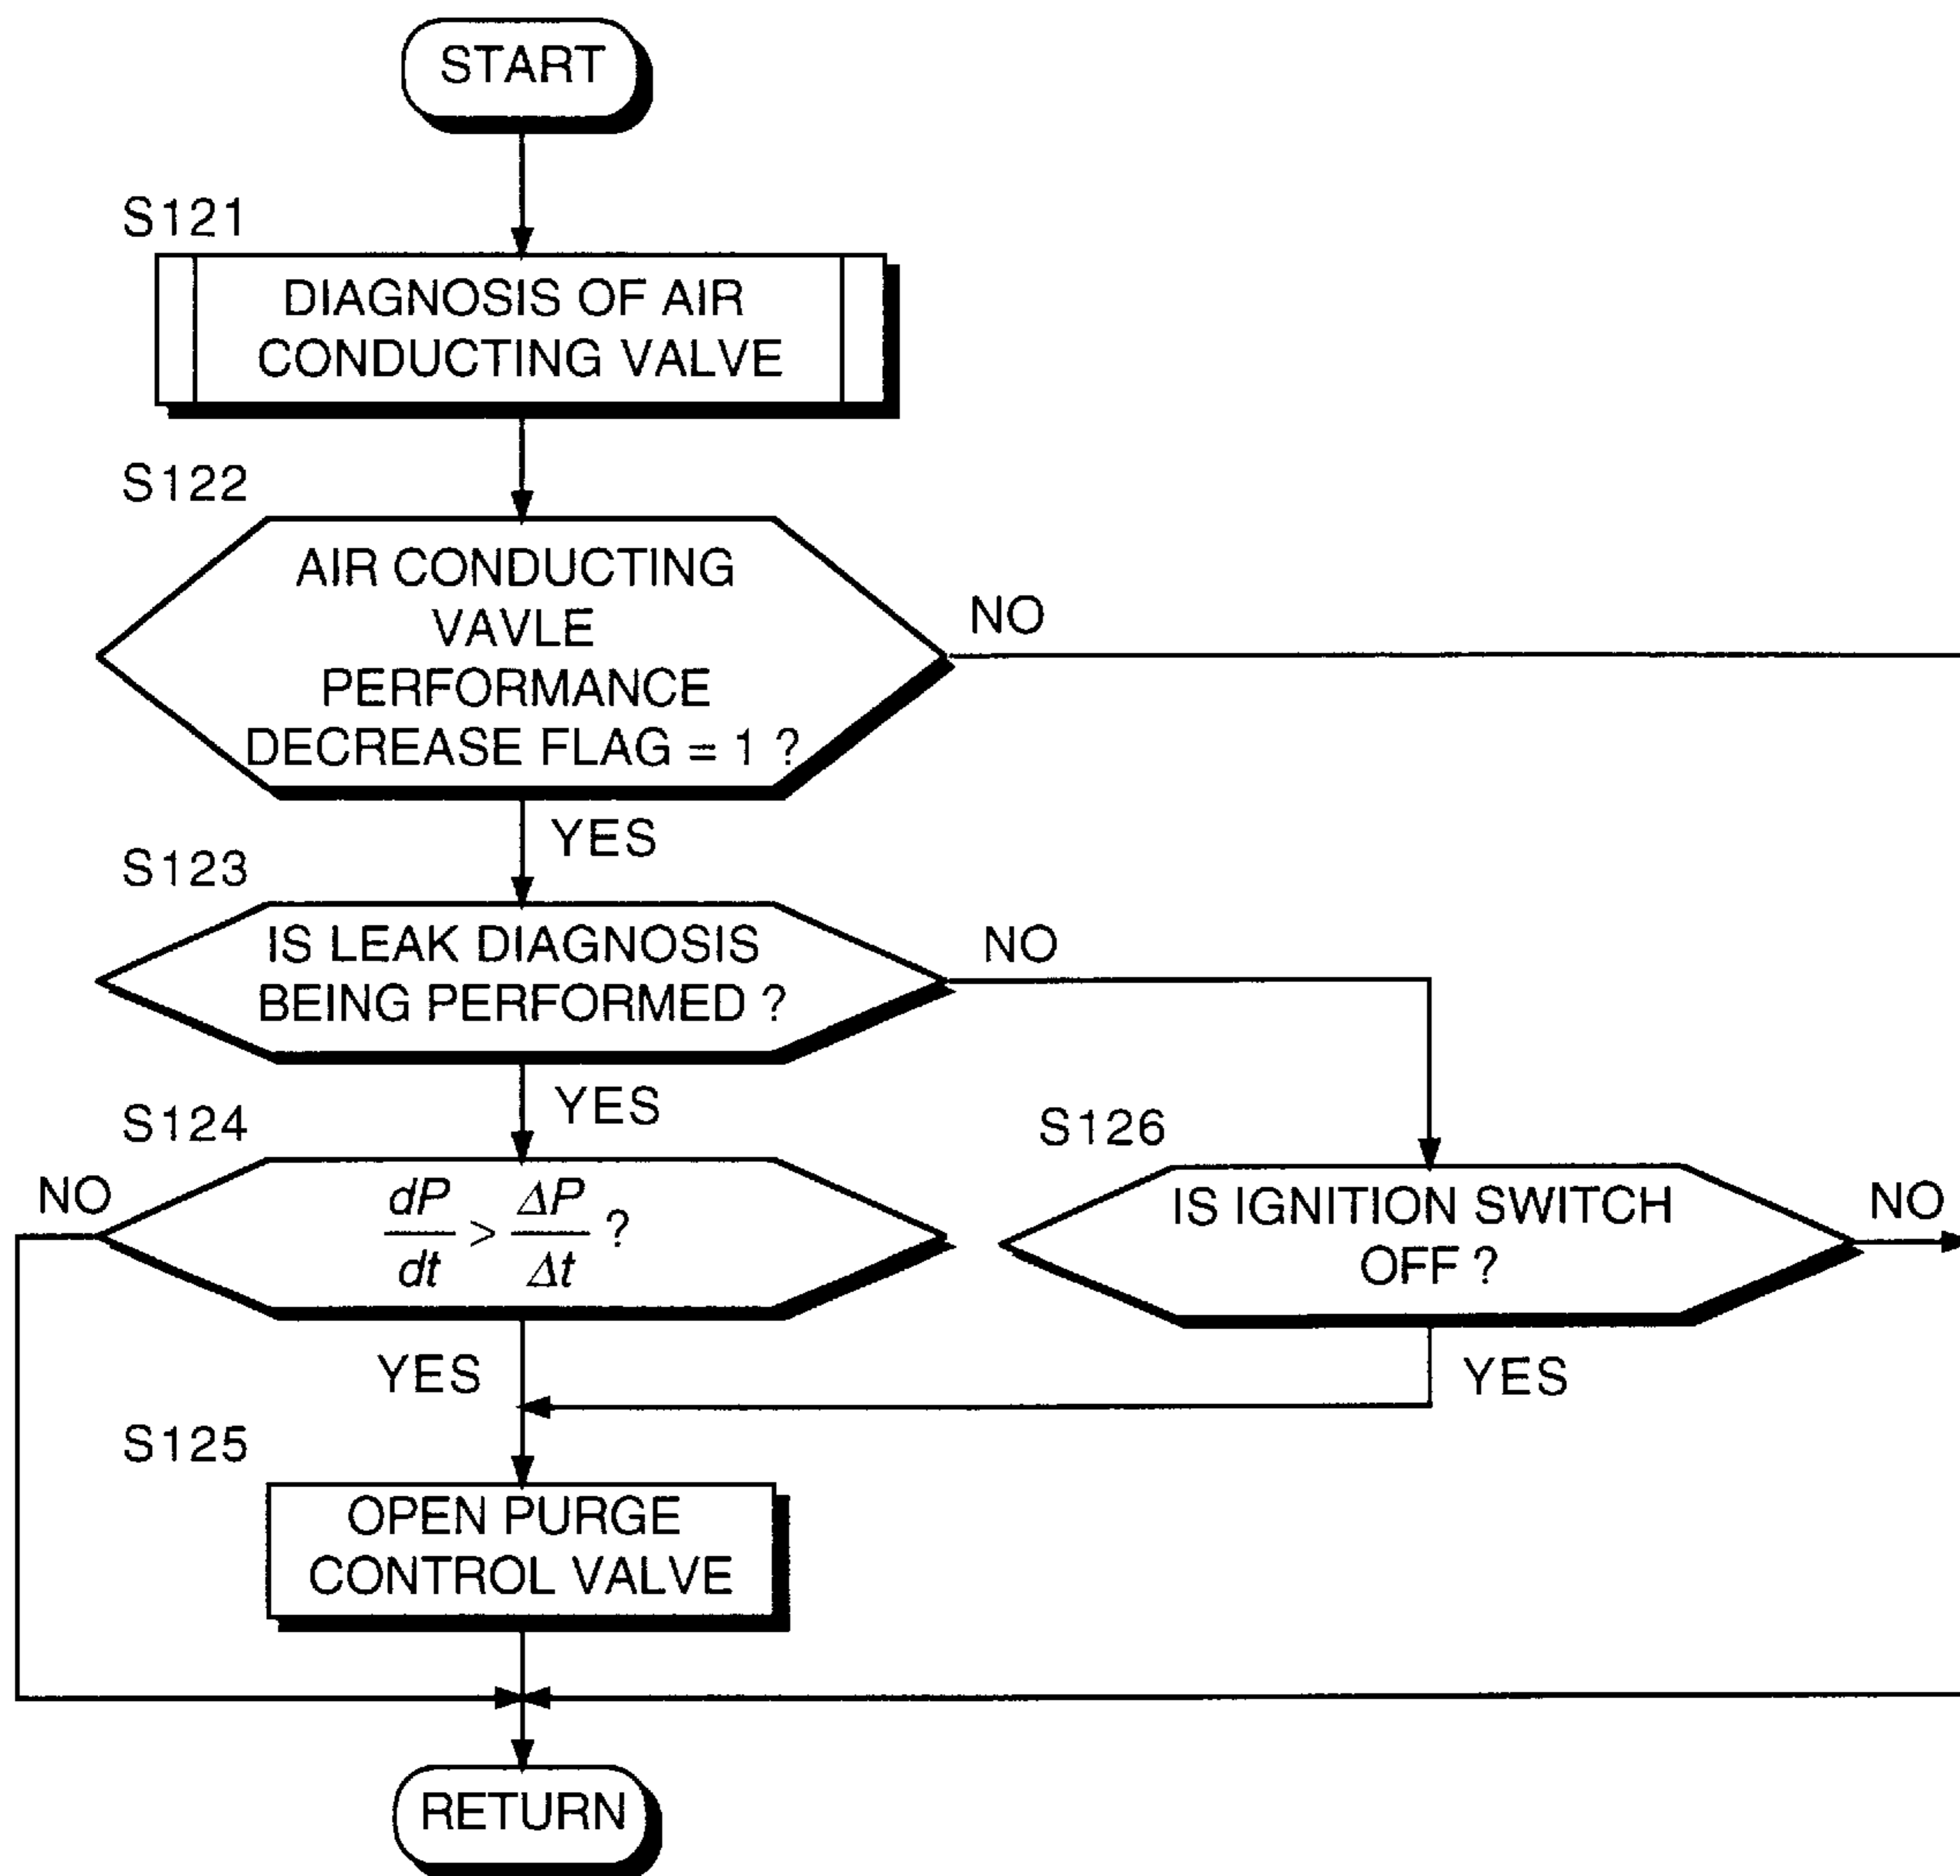 START
S121
DIAGNOSIS OF AIR
CONDUCTING VALVE
S122
AIR CONDUCTING
VAVLE
PERFORMANCE
DECREASE FLAG = 1 ?
NO
YES
S123
IS LEAK DIAGNOSIS
BEING PERFORMED ?
NO
YES
S124
NO
dP/dt > ΔP/Δt ?
YES
S126
IS IGNITION SWITCH
OFF ?
NO
YES
S125
OPEN PURGE
CONTROL VALVE
RETURN